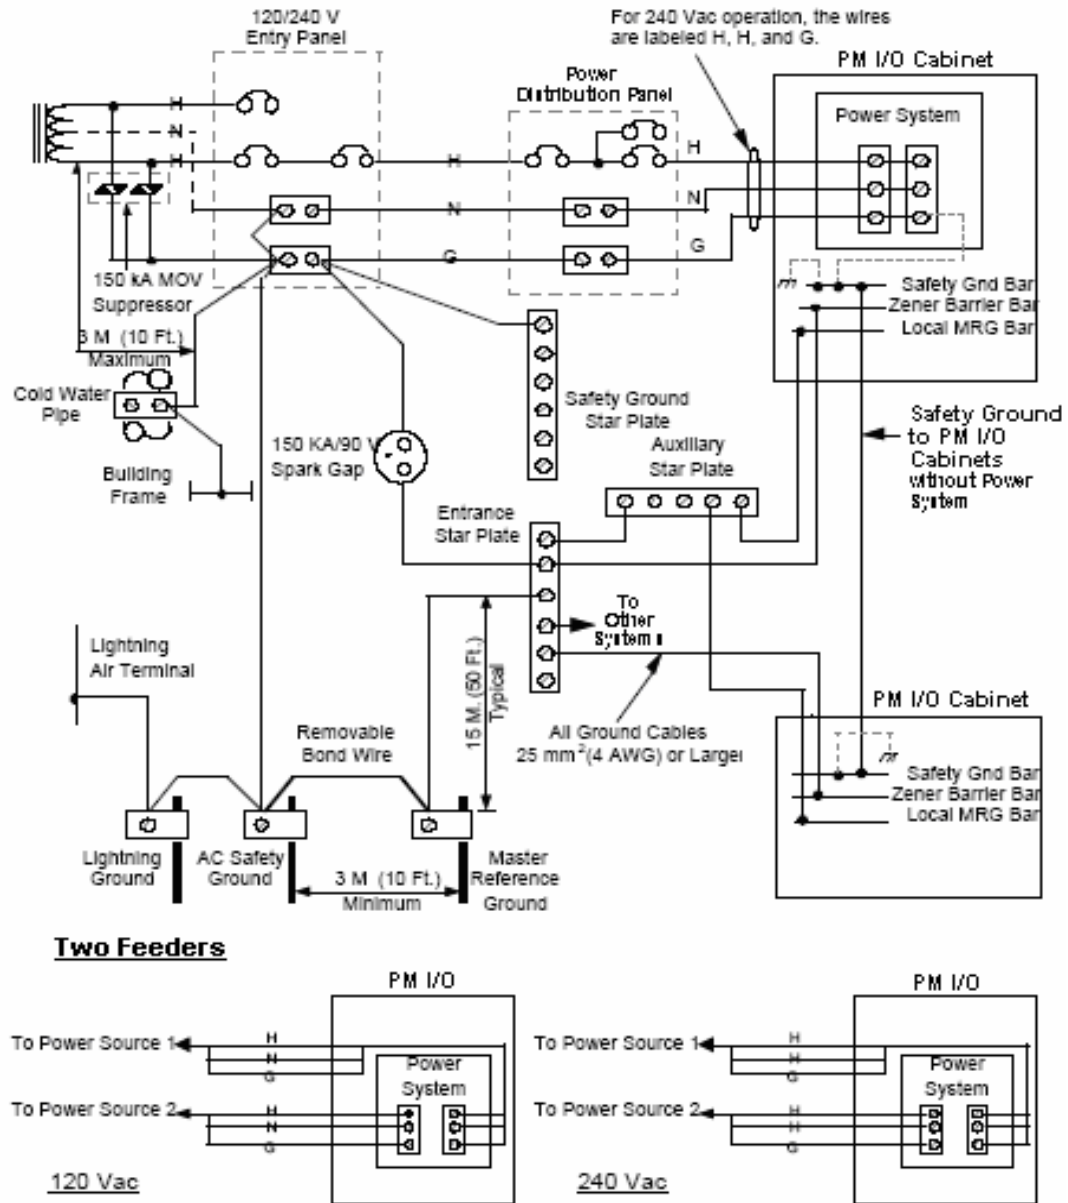 120/240 V
Entry Panel
For 240 Vac operation, the wires
are labeled H, H, and G.
PM I/O Cabinet
Power
Distribution Panel
Power System
H
N
H
H
H
N
N
G
G
150 kA MOV
Suppressor
3 M (10 Ft.)
Maximum
Safety Gnd Bar
Zener Barrier Bar
Local MRG Bar
Cold Water
Pipe
Safety Ground
Star Plate
Safety Ground
to PM I/O
Cabinets
without Power
System
150 KA/90 V
Spark Gap
Auxiliary
Star Plate
Building
Frame
Entrance
Star Plate
To
Other
Systems
Lightning
Air Terminal
15 M. (50 Ft.)
Typical
PM I/O Cabinet
Removable
Bond Wire
All Ground Cables
25 mm²(4 AWG) or Larger
Safety Gnd Bar
Zener Barrier Bar
Local MRG Bar
Lightning
Ground
AC Safety
Ground
3 M (10 Ft.)
Minimum
Master
Reference
Ground
Two Feeders
PM I/O
To Power Source 1
H
N
G
Power
System
To Power Source 2
H
N
G
120 Vac
PM I/O
To Power Source 1
H
H
G
Power
System
To Power Source 2
H
H
G
240 Vac